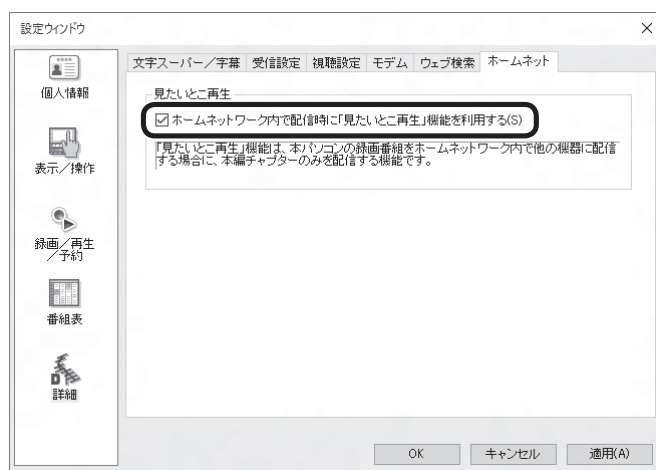 設定ウィンドウ
個人情報
表示／操作
録画／再生
／予約
番組表
詳細
文字スーパー／字幕 受信設定 視聴設定 モデム ウェブ検索 ホームネット
見たいとこ再生
ホームネットワーク内で配信時に「見たいとこ再生」機能を利用する(S)
「見たいとこ再生」機能は、本パソコンの録画番組をホームネットワーク内で他の機器に配信
する場合に、本編チャプターのみを配信する機能です。
OK キャンセル 適用(A)